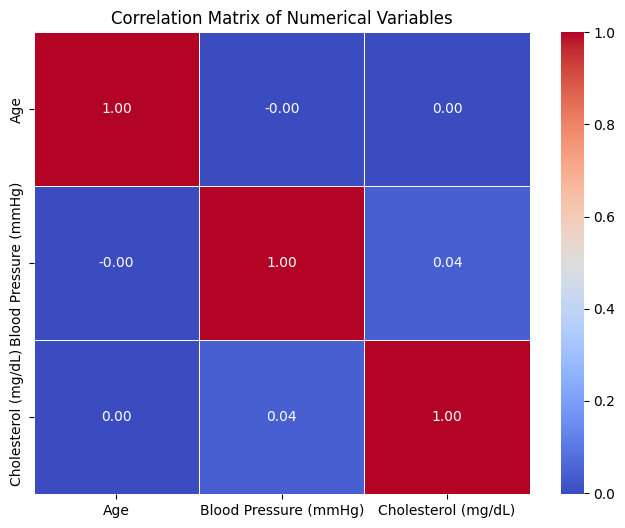 Correlation Matrix of Numerical Variables
Age
1.00
-0.00
0.00
Blood Pressure (mmHg)
-0.00
1.00
0.04
Cholesterol (mg/dL)
0.00
0.04
1.00
Age
Blood Pressure (mmHg)
Cholesterol (mg/dL)
1.0
0.8
0.6
0.4
0.2
0.0